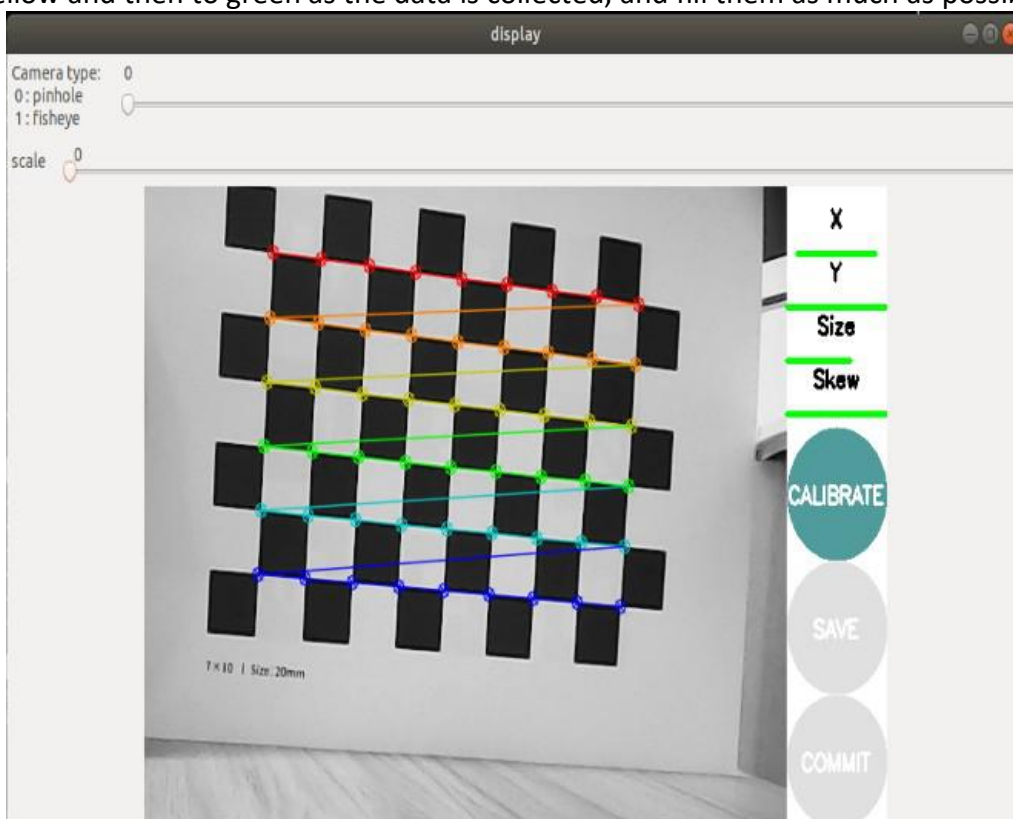 llow and then to green as the data is collected, and fill them as much as possi
display
Camera type: 0
0 : pinhole
1 : fisheye
scale 0
X
Y
Size
Skew
CALIBRATE
SAVE
COMMIT
7×10 | Size: 20mm